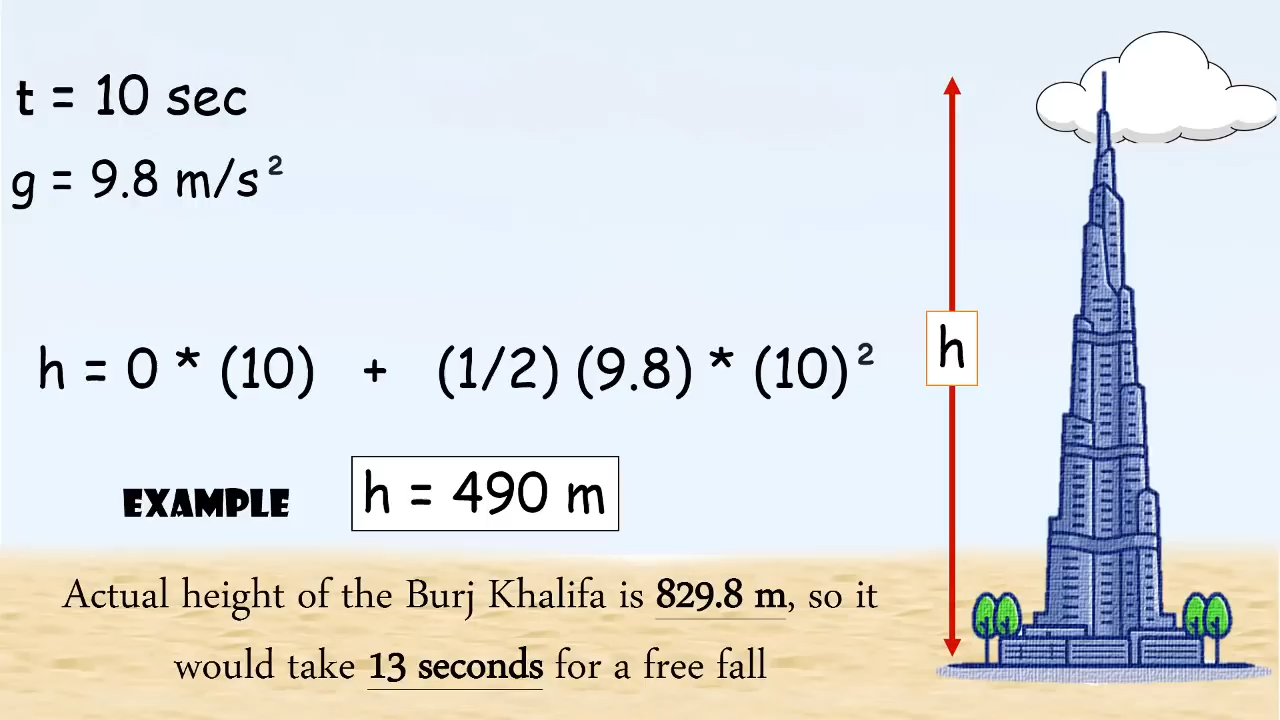 t = 10 sec
g = 9.8 m/s²
h = 0 * (10) + (1/2) (9.8) * (10)²
h
EXAMPLE
h = 490 m
Actual height of the Burj Khalifa is 829.8 m, so it
would take 13 seconds for a free fall